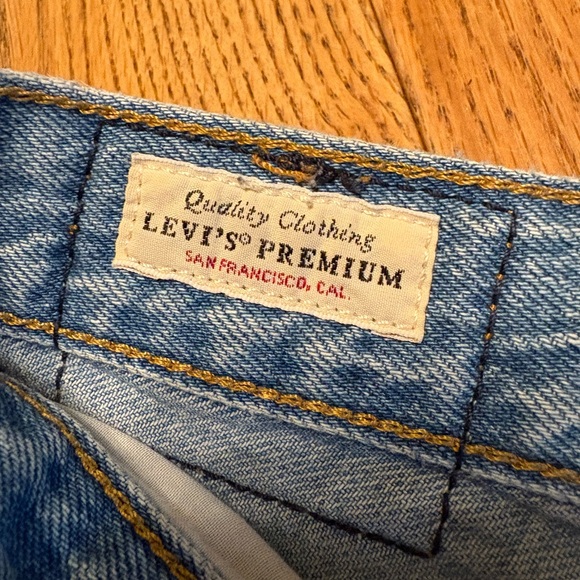 Quality Clothing
LEVI'S® PREMIUM
SAN FRANCISCO, CAL.